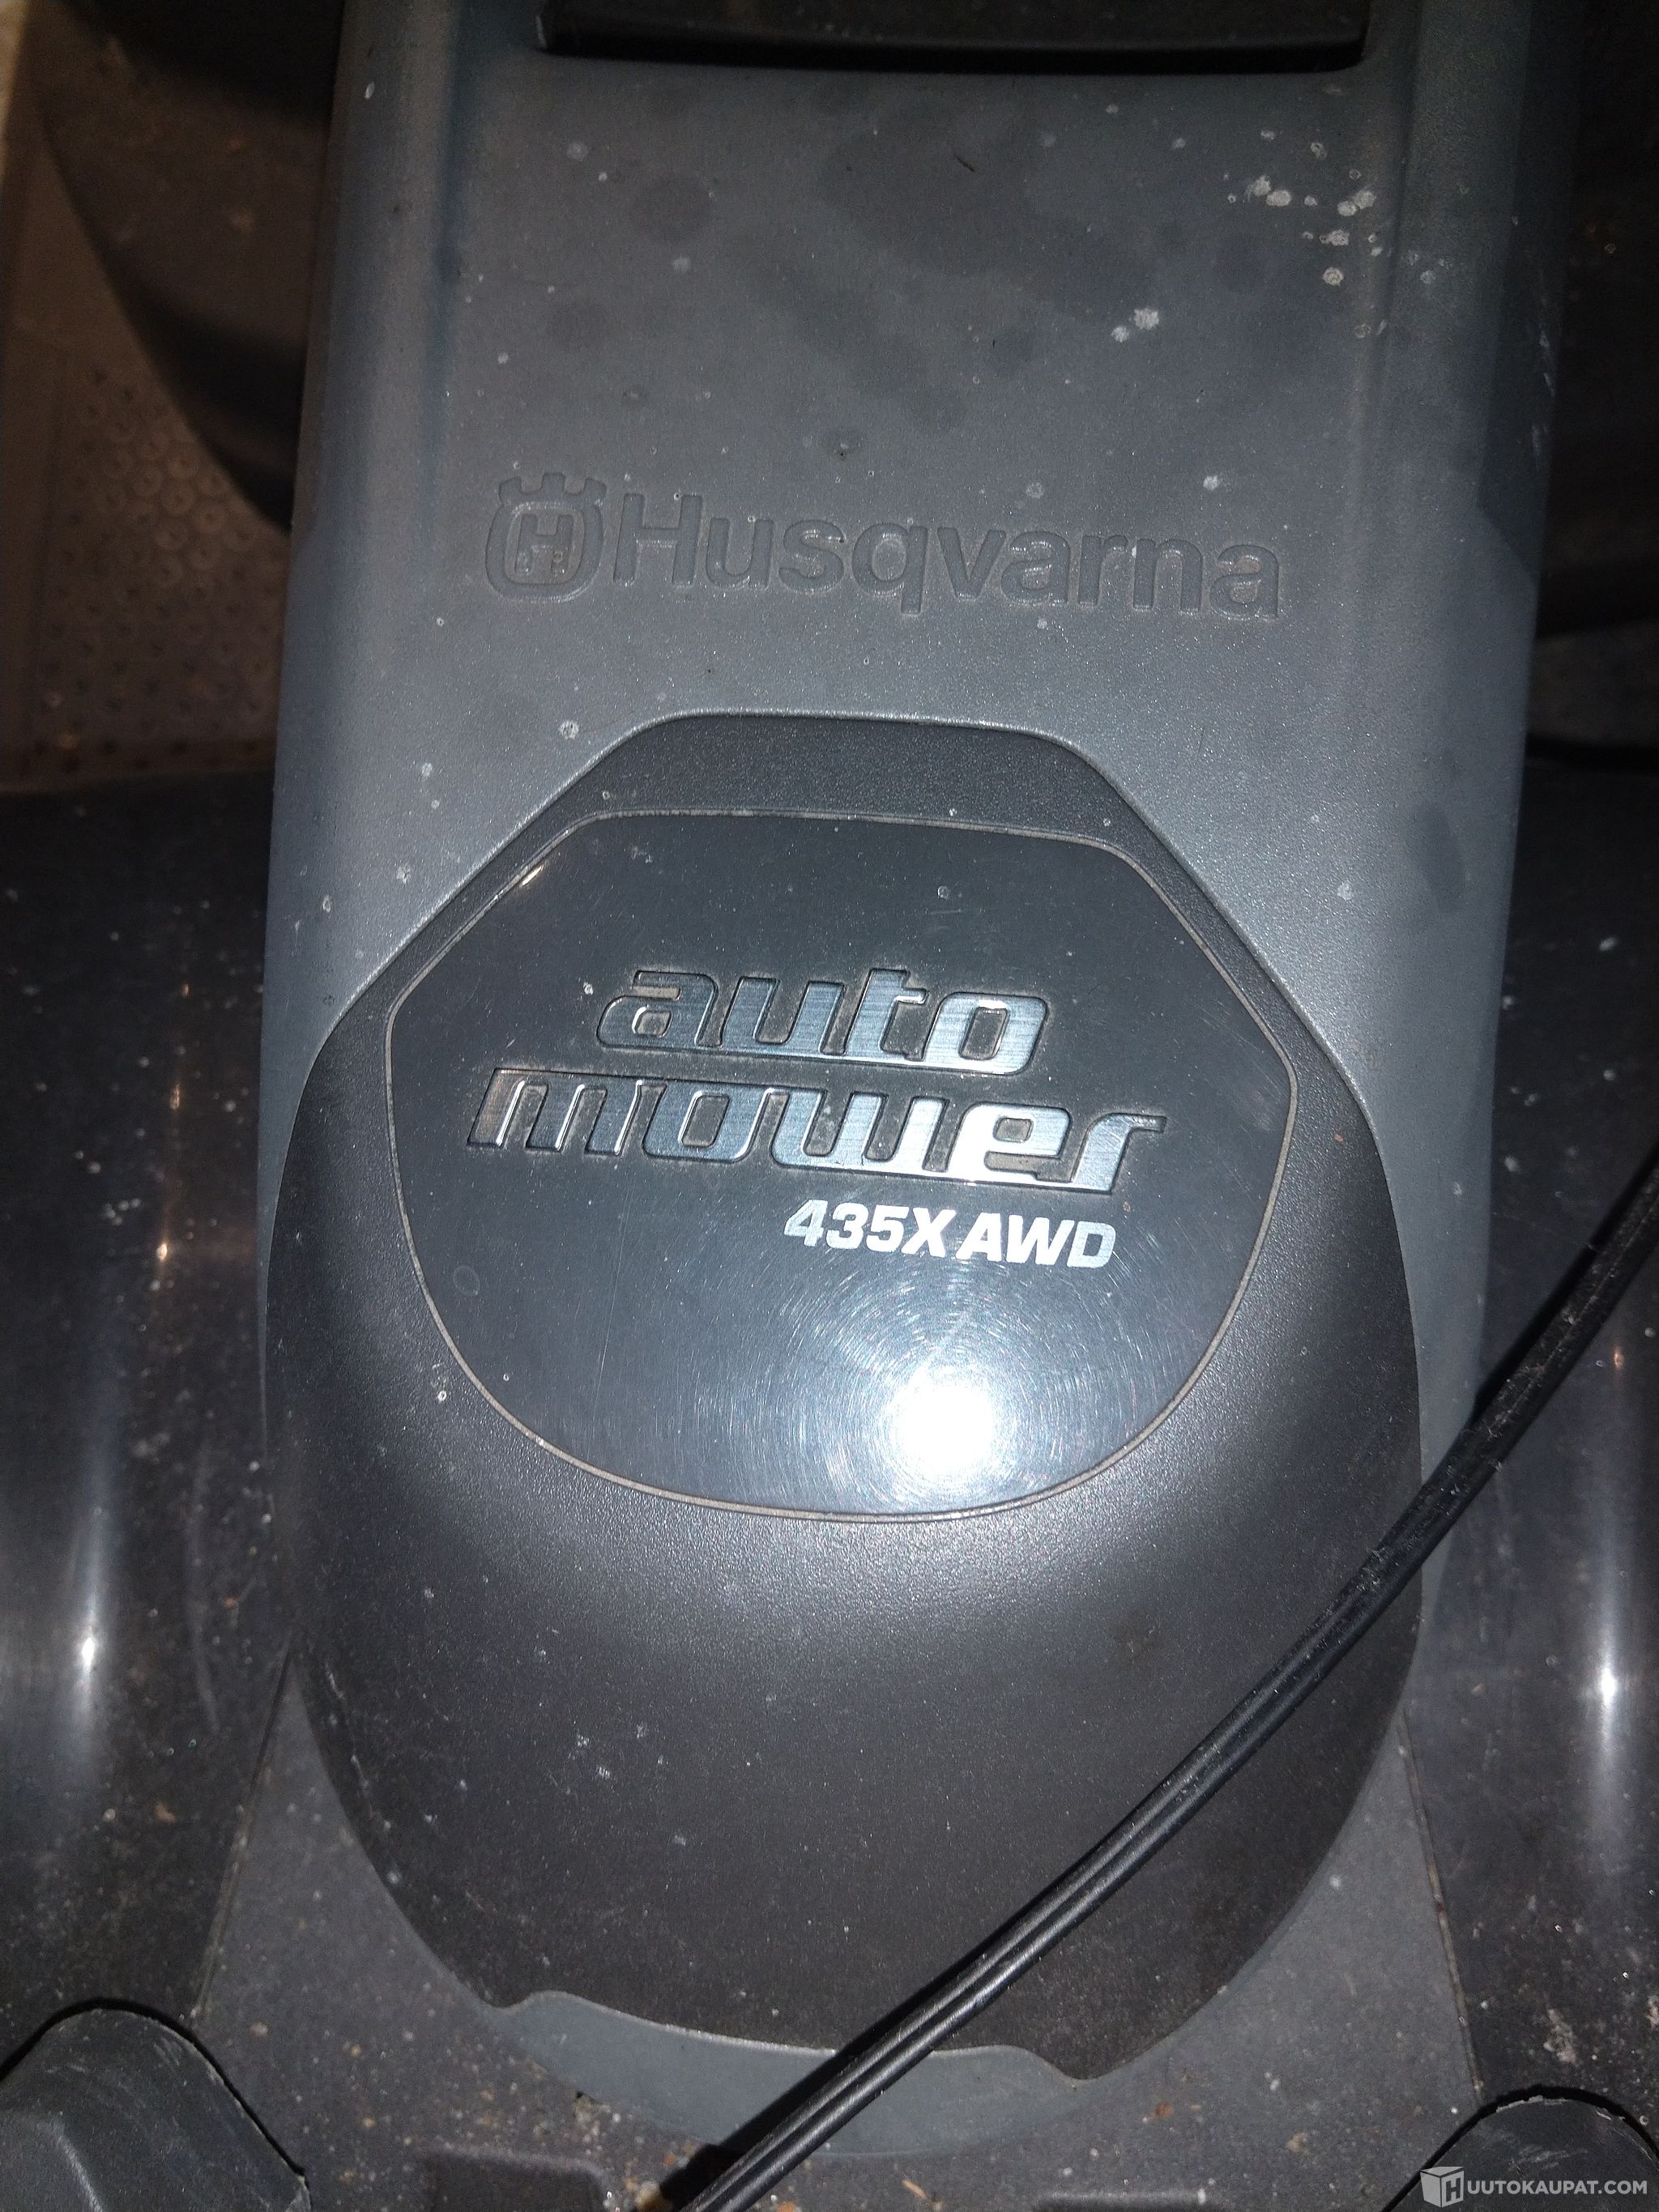 H Husqvarna
auto
mower
435X AWD
HUUTOKAUPAT.COM